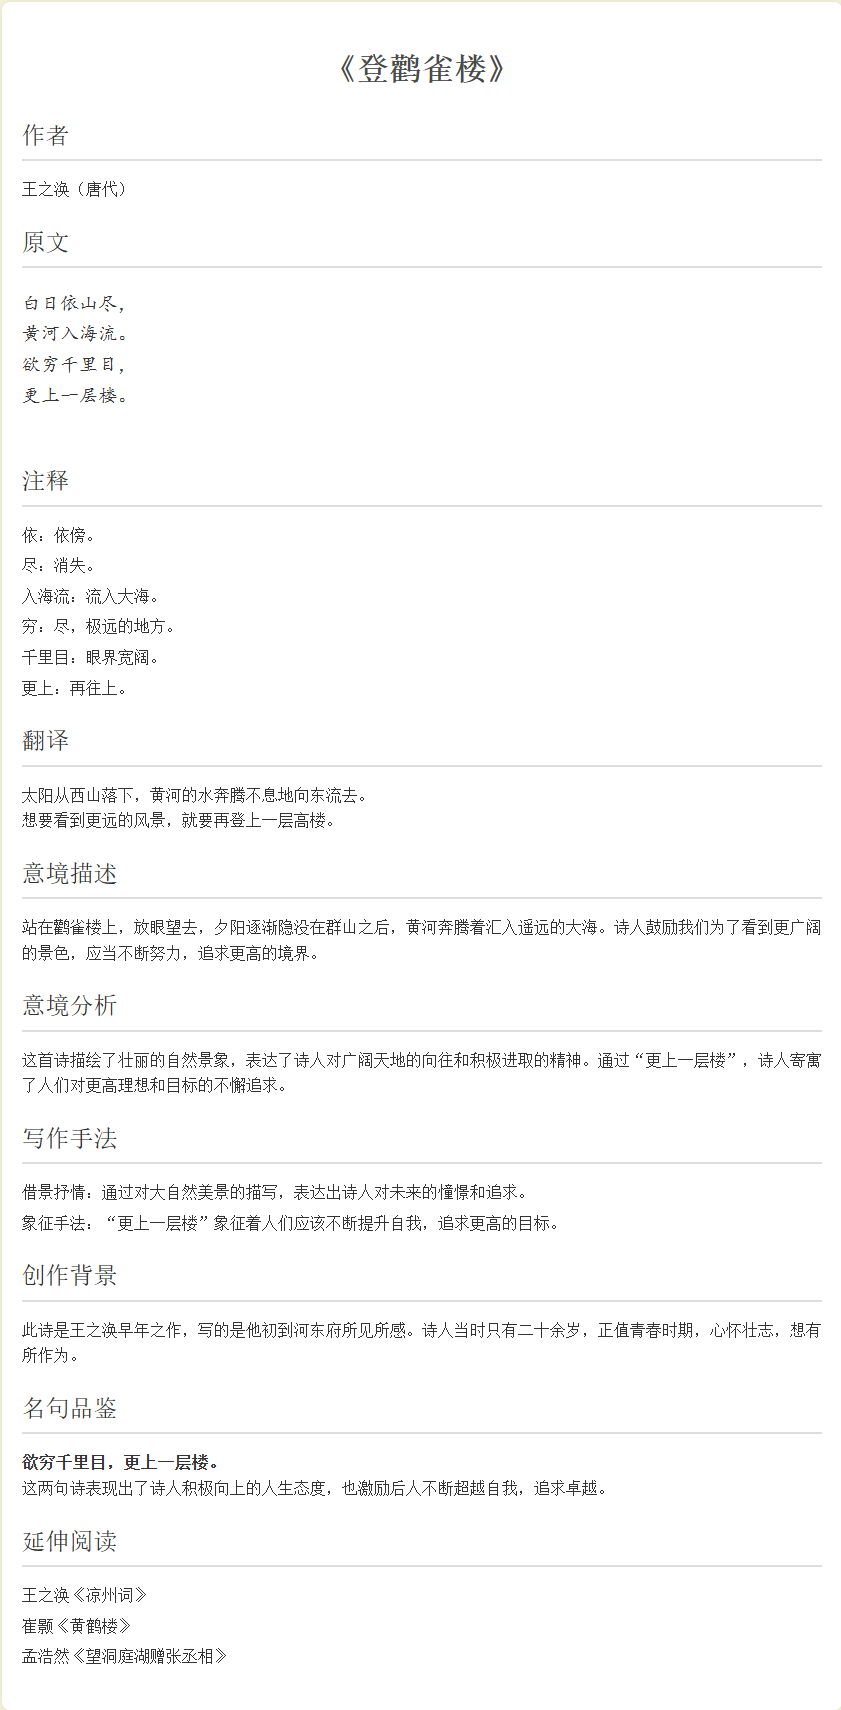 《登鹳雀楼》
作者
王之涣（唐代）
原文
白日依山尽，
黄河入海流。
欲穷千里目，
更上一层楼。
注释
依：依傍。
尽：消失。
入海流：流入大海。
穷：尽，极远的地方。
千里目：眼界宽阔。
更上：再往上。
翻译
太阳从西山落下，黄河的水奔腾不息地向东流去。
想要看到更远的风景，就要再登上一层高楼。
意境描述
站在鹳雀楼上，放眼望去，夕阳逐渐隐没在群山之后，黄河奔腾着汇入遥远的大海。诗人鼓励我们为了看到更广阔
的景色，应当不断努力，追求更高的境界。
意境分析
这首诗描绘了壮丽的自然景象，表达了诗人对广阔天地的向往和积极进取的精神。通过“更上一层楼”，诗人寄寓
了人们对更高理想和目标的不懈追求。
写作手法
借景抒情：通过对大自然美景的描写，表达出诗人对未来的憧憬和追求。
象征手法：“更上一层楼”象征着人们应该不断提升自我，追求更高的目标。
创作背景
此诗是王之涣早年之作，写的是他初到河东府所见所感。诗人当时只有二十余岁，正值青春时期，心怀壮志，想有
所作为。
名句品鉴
欲穷千里目，更上一层楼。
这两句诗表现出了诗人积极向上的人生态度，也激励后人不断超越自我，追求卓越。
延伸阅读
王之涣《凉州词》
崔颢《黄鹤楼》
孟浩然《望洞庭湖赠张丞相》